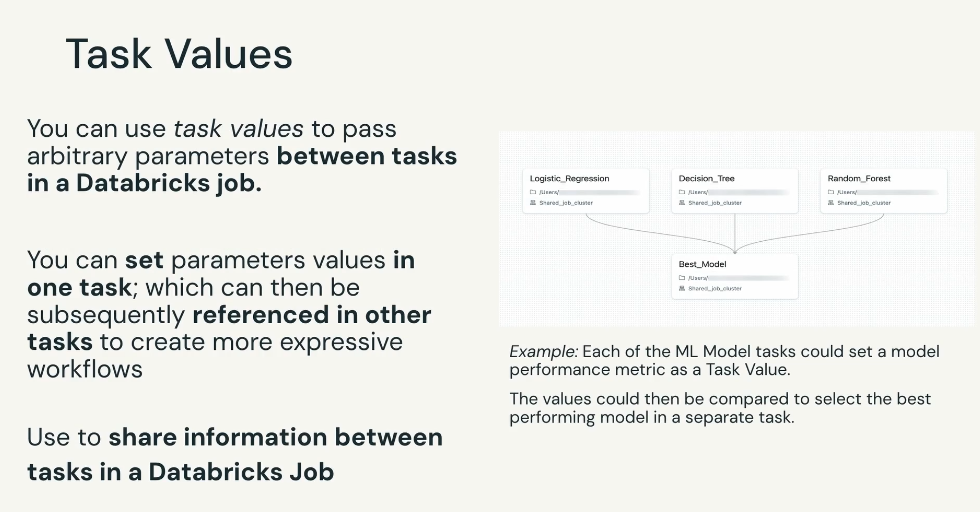 Task Values
You can use task values to pass
arbitrary parameters between tasks
in a Databricks job.
You can set parameters values in
one task; which can then be
subsequently referenced in other
tasks to create more expressive
workflows
Use to share information between
tasks in a Databricks Job
Logistic_Regression
/Users/
Shared_job_cluster
Decision_Tree
/Users/
Shared_job_cluster
Random_Forest
/Users/
Shared_job_cluster
Best_Model
/Users/
Shared_job_cluster
Example: Each of the ML Model tasks could set a model
performance metric as a Task Value.
The values could then be compared to select the best
performing model in a separate task.